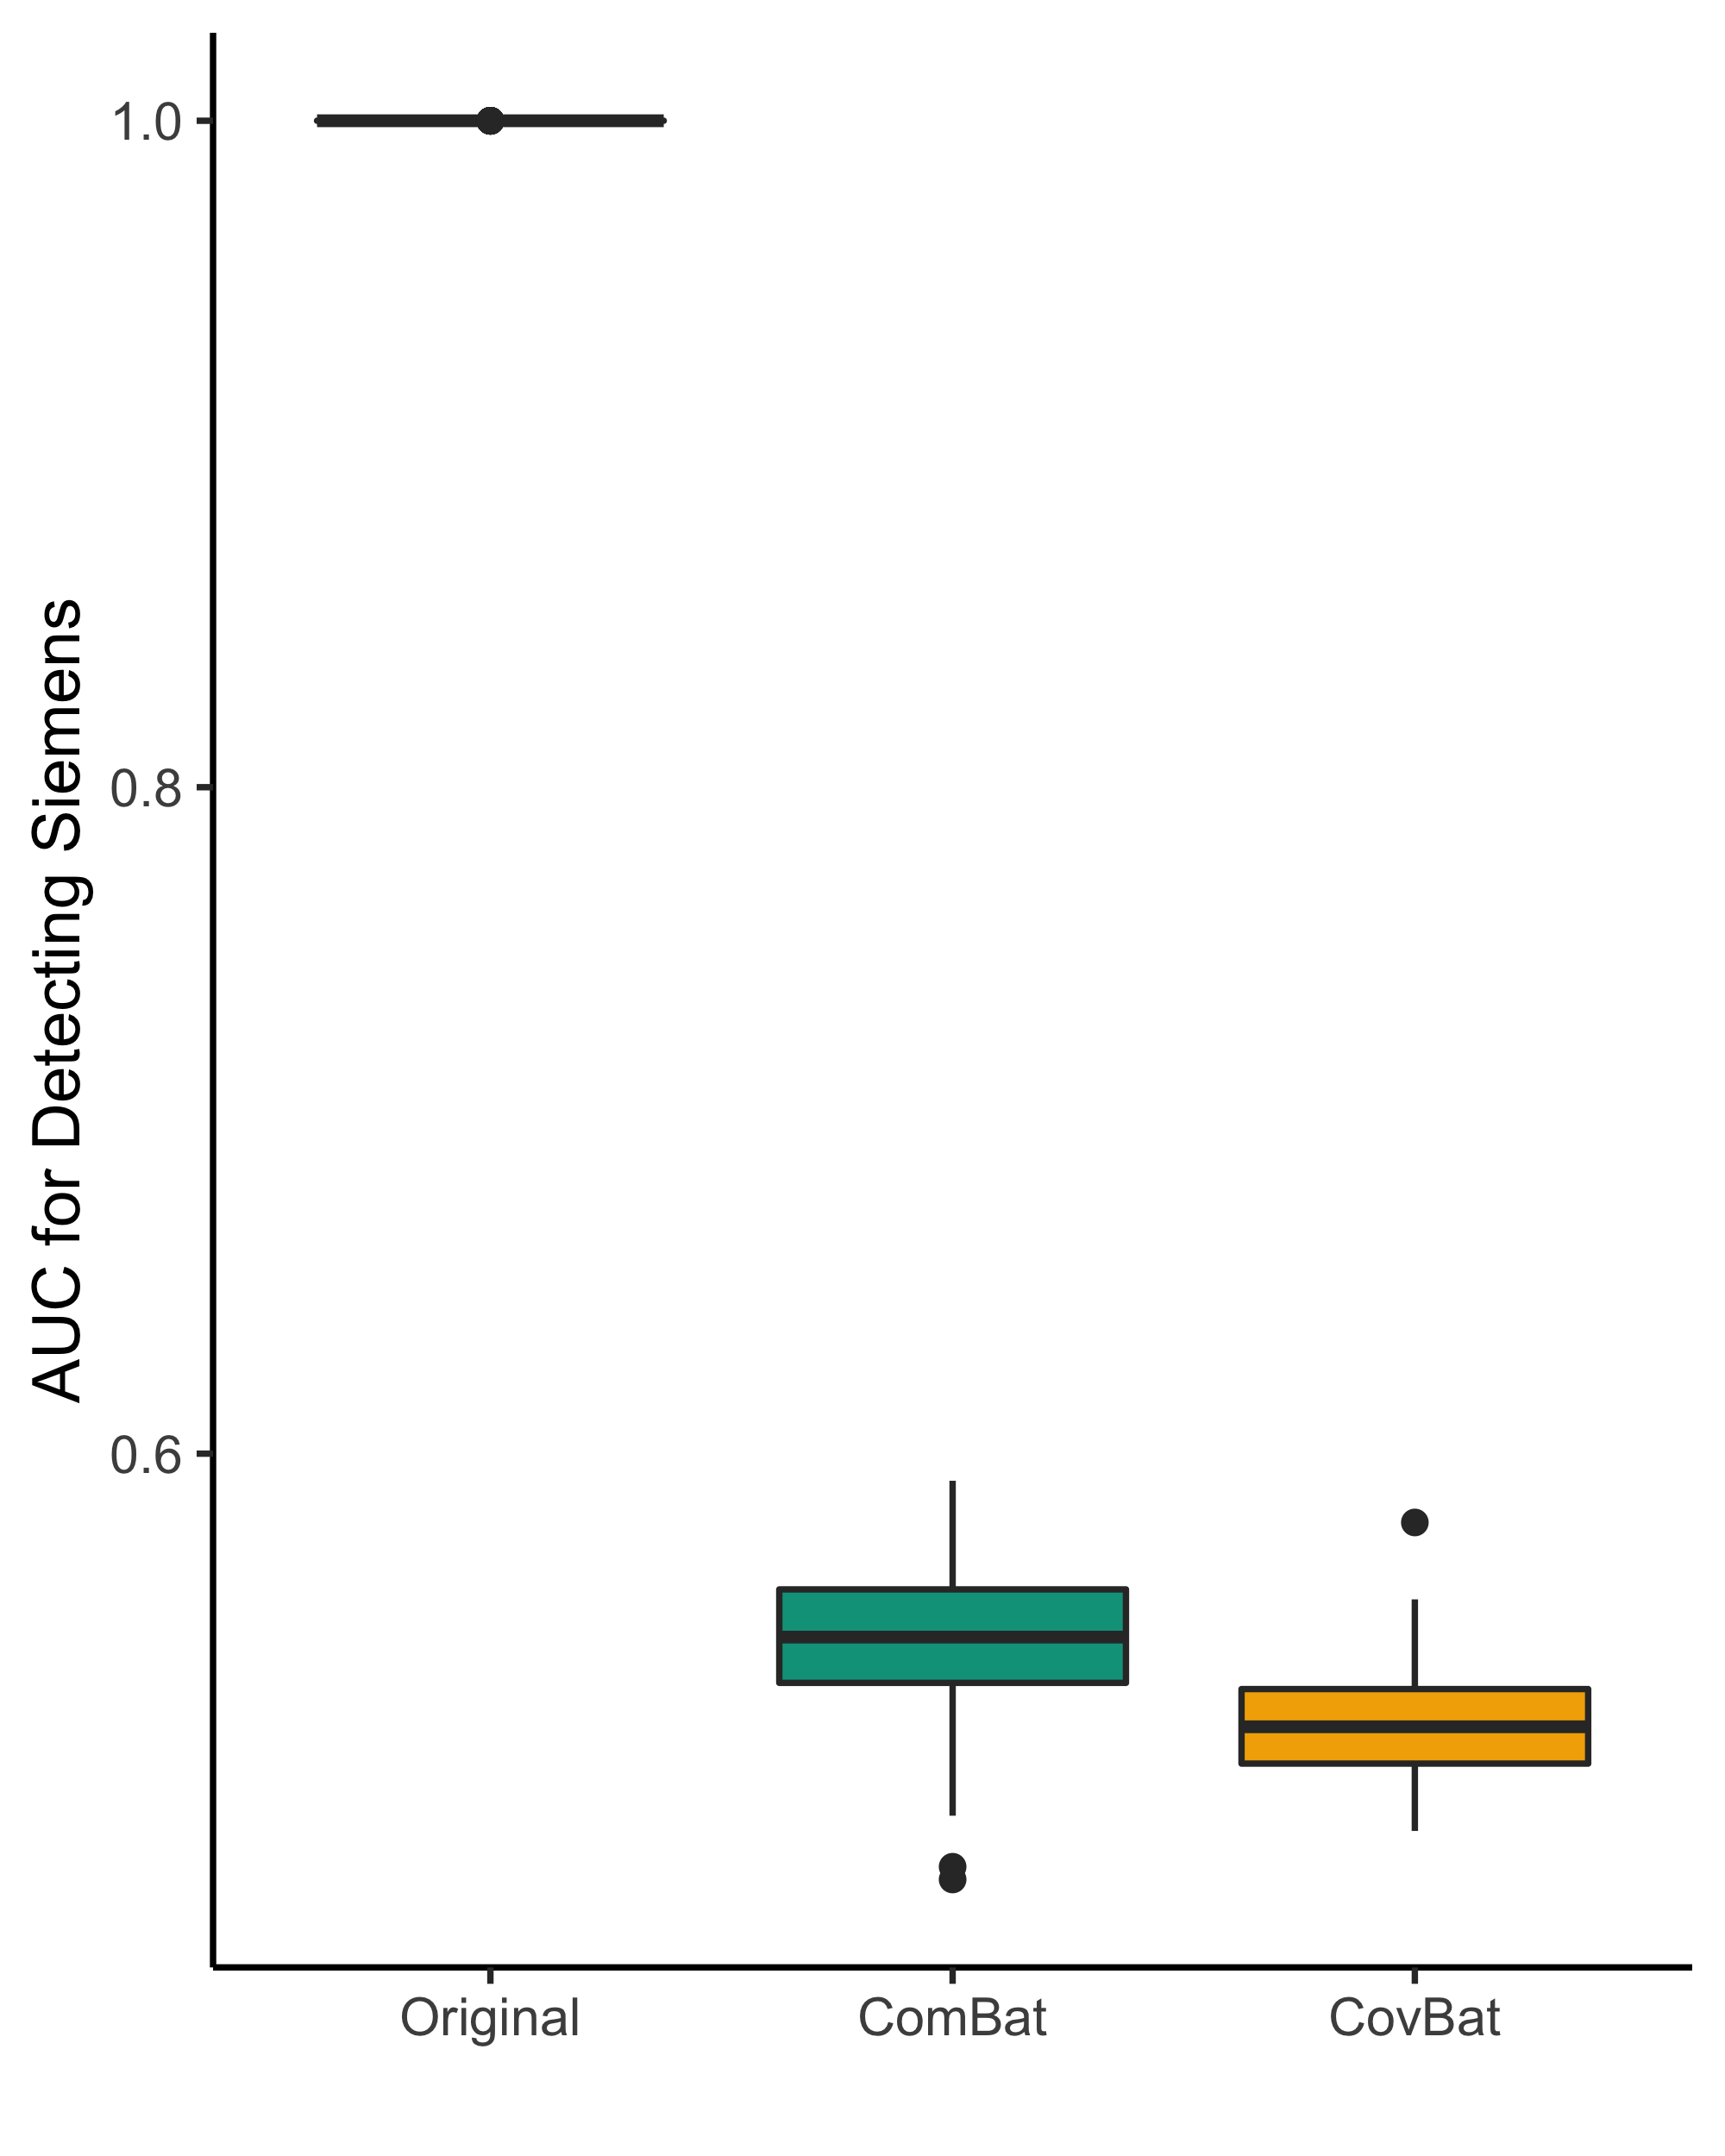 AUC for Detecting Siemens
1.0
0.8
0.6
Original
ComBat
CovBat